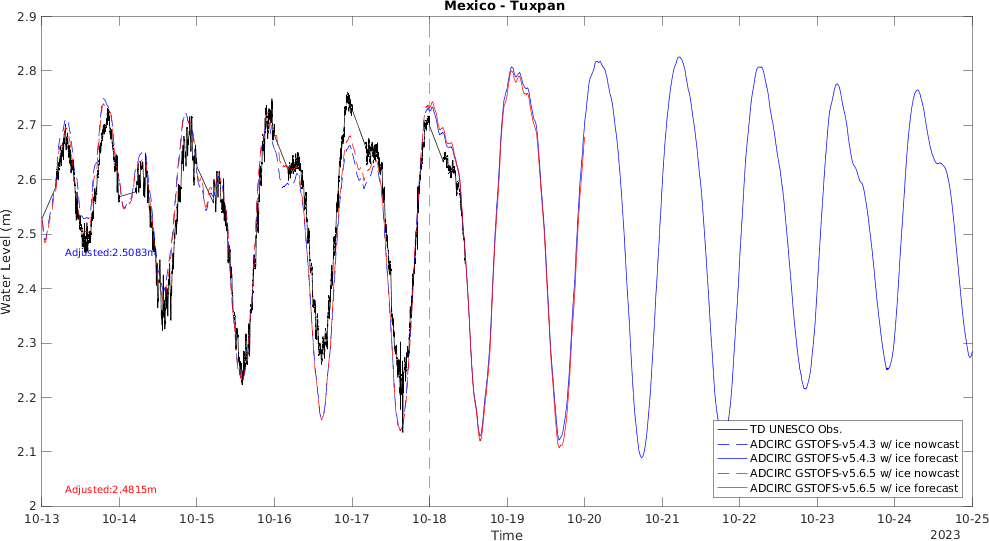 Mexico - Tuxpan
2.9
2.8
2.7
2.6
2.5
2.4
2.3
2.2
2.1
2
Water Level (m)
Adjusted:2.5083m
Adjusted:2.4815m
TD UNESCO Obs.
ADCIRC GSTOFS-v5.4.3 w/ ice nowcast
ADCIRC GSTOFS-v5.4.3 w/ ice forecast
ADCIRC GSTOFS-v5.6.5 w/ ice nowcast
ADCIRC GSTOFS-v5.6.5 w/ ice forecast
10-13 10-14 10-15 10-16 10-17 10-18 10-19 10-20 10-21 10-22 10-23 10-24 10-25
Time
2023